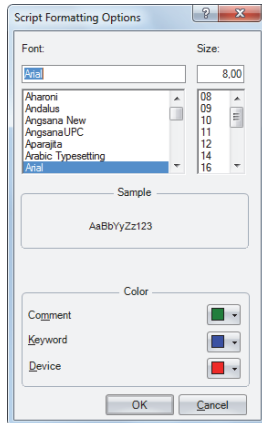 Script Formatting Options
Font: Size:
Arial 8,00
Aharoni 08
Andalus 09
Angsana New 10
AngsanaUPC 11
Aparajita 12
Arabic Typesetting 14
Arial 16
Sample
AaBbYyZz123
Color
Comment
Keyword
Device
OK Cancel